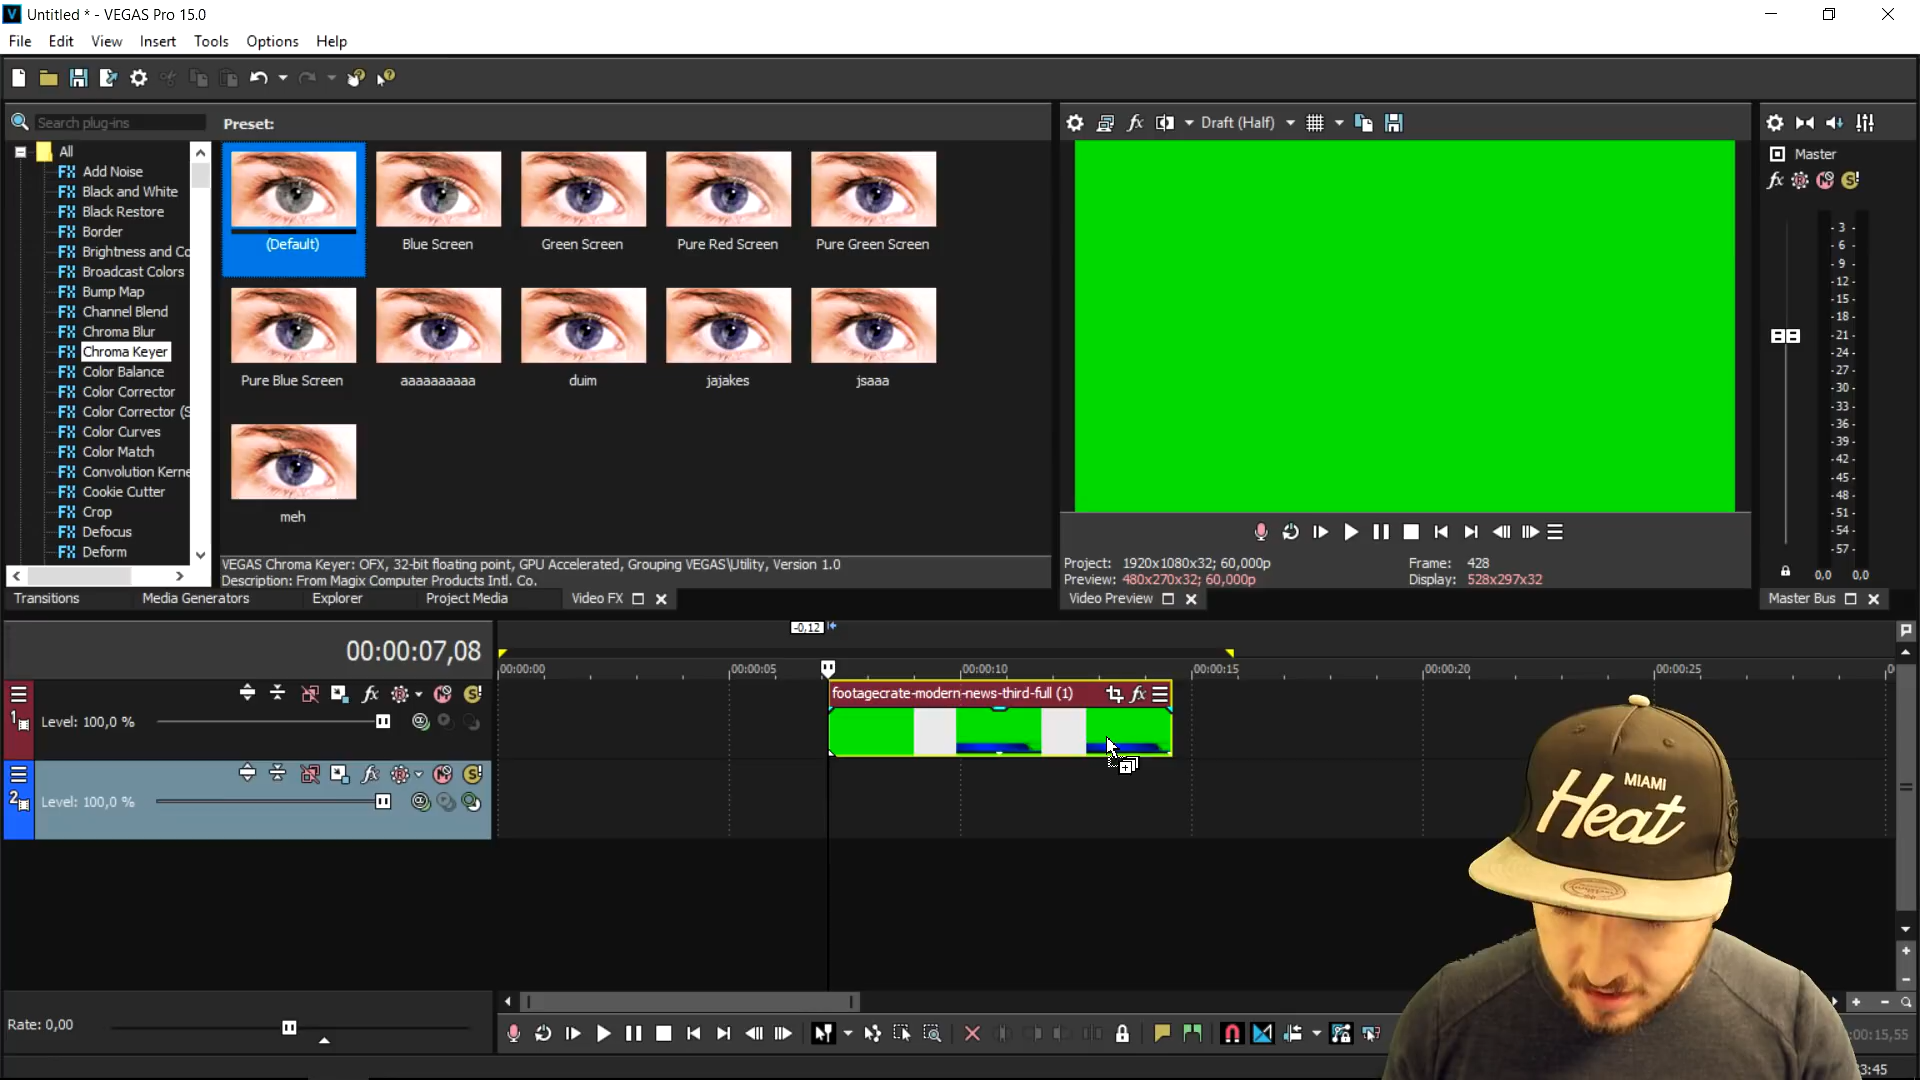 Untitled * - VEGAS Pro 15.0
File Edit View Insert Tools Options Help
Search plug-ins
Preset:
All
Add Noise
Black and White
Black Restore
Border
Brightness and Co
Broadcast Colors
Bump Map
Channel Blend
Chroma Blur
Chroma Keyer
Color Balance
Color Corrector
Color Corrector (S
Color Curves
Color Match
Convolution Kerne
Cookie Cutter
Crop
Defocus
Deform
(Default) Blue Screen Green Screen Pure Red Screen Pure Green Screen
Pure Blue Screen aaaaaaaaaa duim jajakes jsaaa
meh
VEGAS Chroma Keyer: OFX, 32-bit floating point, GPU Accelerated, Grouping VEGAS\Utility, Version 1.0
Description: From Magix Computer Products Intl. Co.
Transitions Media Generators Explorer Project Media Video FX
Draft (Half)
Project: 1920x1080x32; 60,000p Frame: 428
Preview: 480x270x32; 60,000p Display: 528x297x32
Video Preview
Master
- 3 -
- 6 -
- 9 -
- 12 -
- 15 -
- 18 -
- 21 -
- 24 -
- 27 -
- 30 -
- 33 -
- 36 -
- 39 -
- 42 -
- 45 -
- 48 -
- 51 -
- 54 -
- 57 -
0,0 0,0
Master Bus
00:00:07,08
-0,12
00:00:00 00:00:05 00:00:10 00:00:15 00:00:20 00:00:25
1
Level: 100,0 %
footagecrate-modern-news-third-full (1)
2
Level: 100,0 %
MIAMI
Heat
Rate: 0,00
:00:15,55
3:45